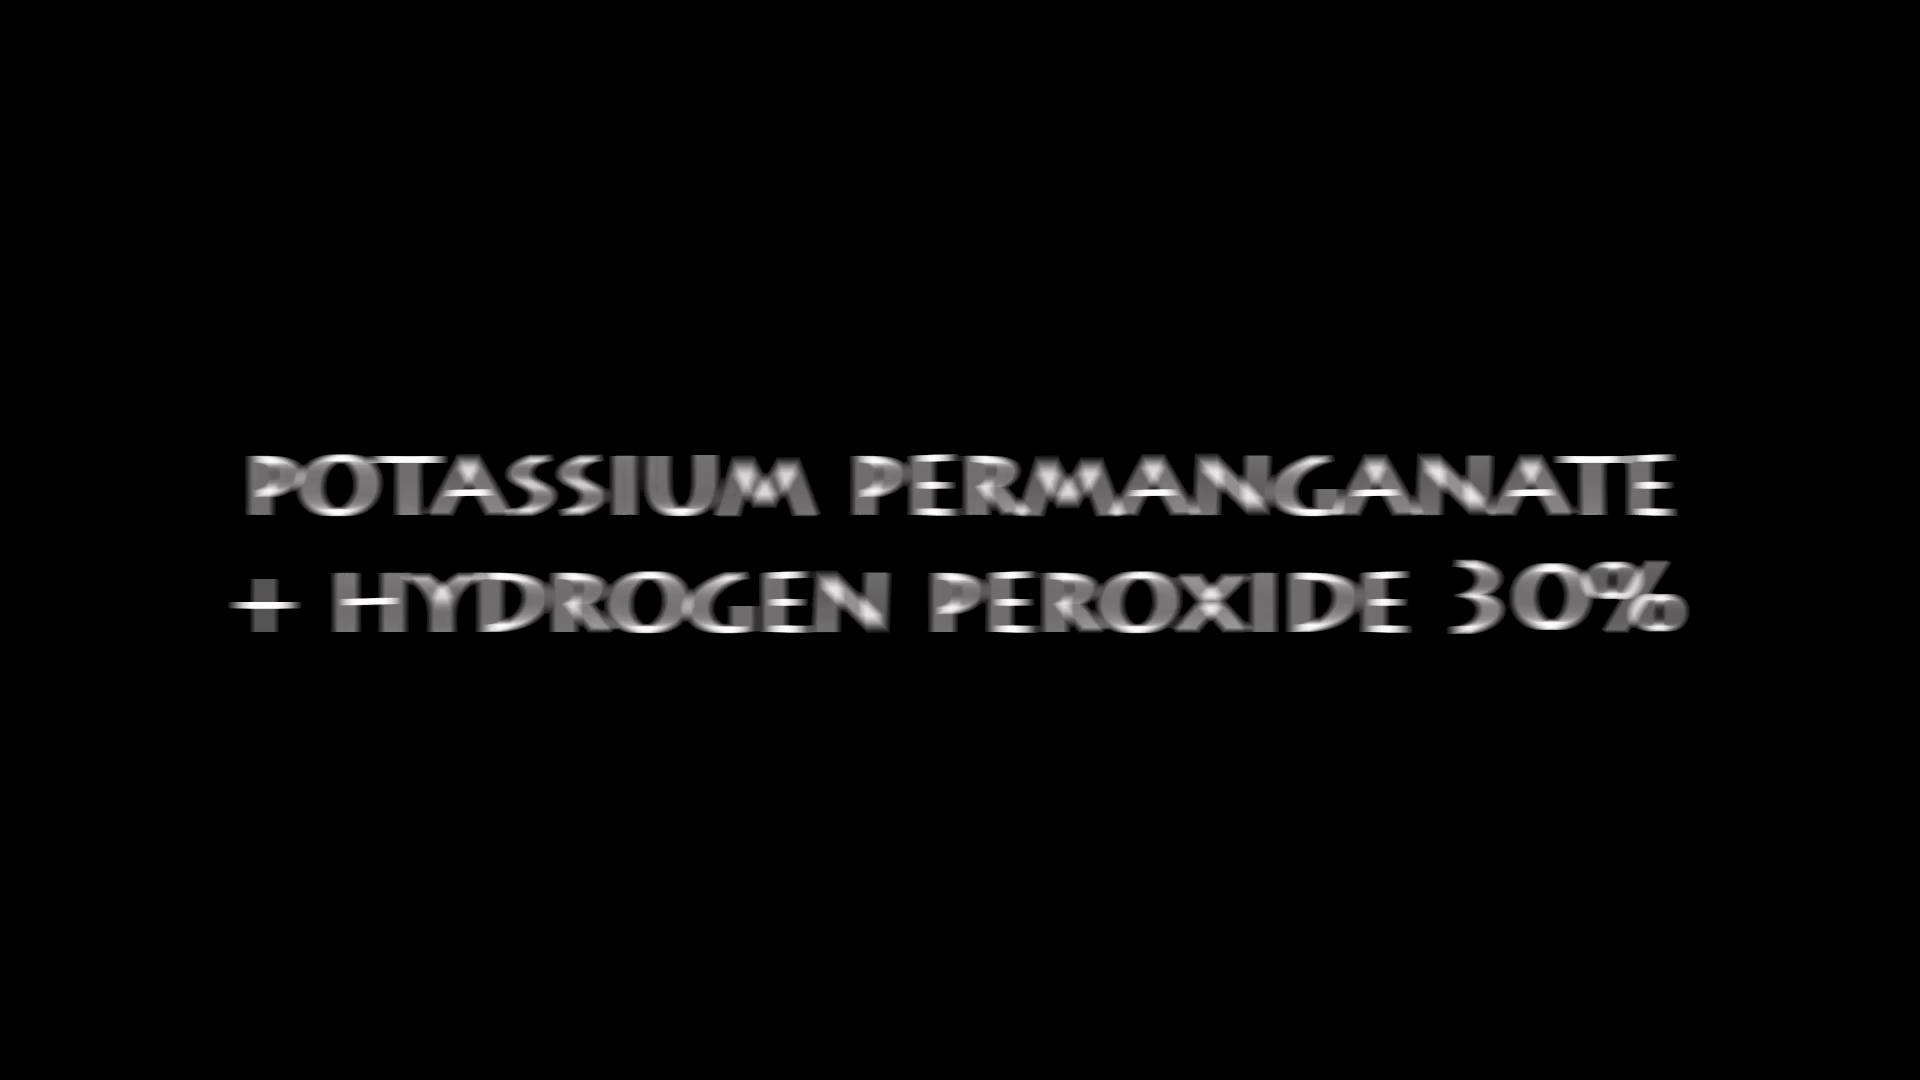 POTASSIUM PERMANGANATE
+ HYDROGEN PEROXIDE 30%